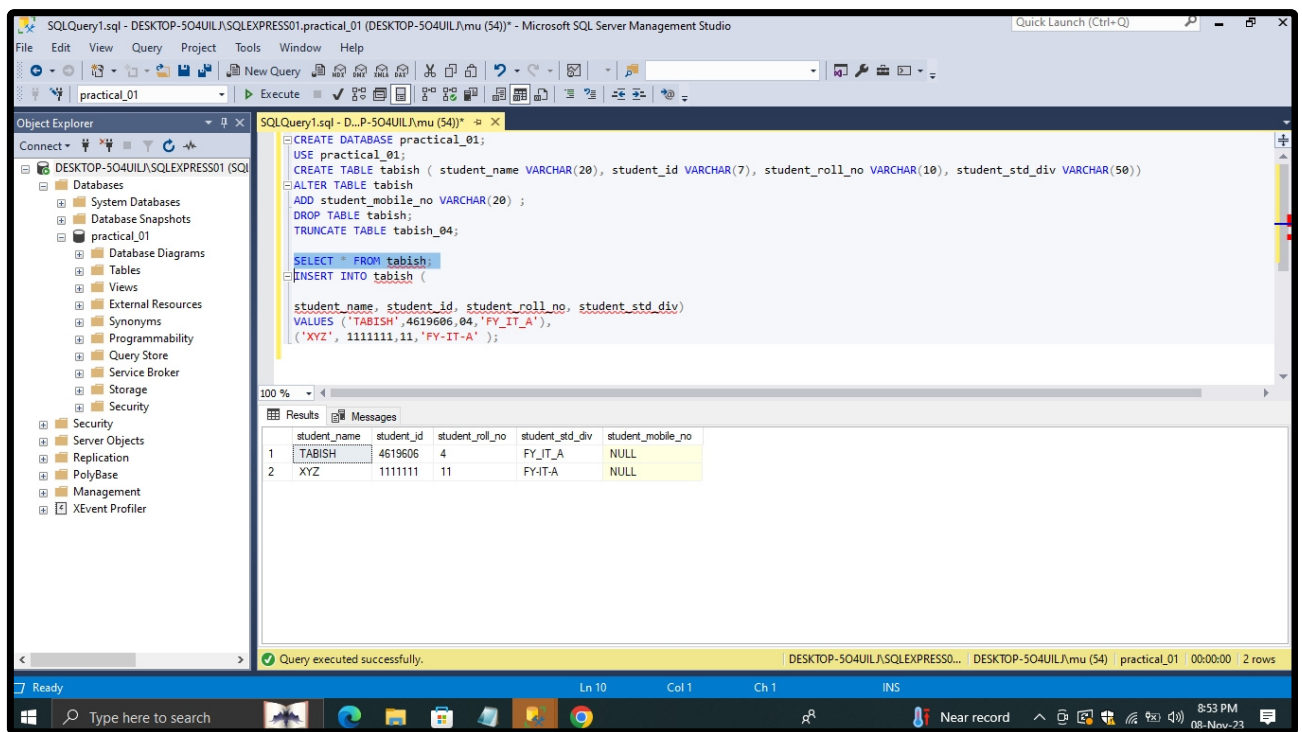 SQLQuery1.sql - DESKTOP-5O4UILJ\SQLEXPRESS01.practical_01 (DESKTOP-5O4UILJ\mu (54))* - Microsoft SQL Server Management Studio
Quick Launch (Ctrl+Q)
File Edit View Query Project Tools Window Help
New Query
practical_01 Execute
Object Explorer
SQLQuery1.sql - D...P-5O4UILJ\mu (54))*
Connect
DESKTOP-5O4UILJ\SQLEXPRESS01 (SQL
Databases
System Databases
Database Snapshots
practical_01
Database Diagrams
Tables
Views
External Resources
Synonyms
Programmability
Query Store
Service Broker
Storage
Security
Security
Server Objects
Replication
PolyBase
Management
XEvent Profiler
CREATE DATABASE practical_01;
USE practical_01;
CREATE TABLE tabish ( student_name VARCHAR(20), student_id VARCHAR(7), student_roll_no VARCHAR(10), student_std_div VARCHAR(50))
ALTER TABLE tabish
ADD student_mobile_no VARCHAR(20) ;
DROP TABLE tabish;
TRUNCATE TABLE tabish_04;
SELECT * FROM tabish;
INSERT INTO tabish (
student_name, student_id, student_roll_no, student_std_div)
VALUES ('TABISH',4619606,04,'FY_IT_A'),
('XYZ', 1111111,11,'FY-IT-A' );
100 %
Results Messages
student_name student_id student_roll_no student_std_div student_mobile_no
1 TABISH 4619606 4 FY_IT_A NULL
2 XYZ 1111111 11 FY-IT-A NULL
Query executed successfully.
DESKTOP-5O4UILJ\SQLEXPRESS0... DESKTOP-5O4UILJ\mu (54) practical_01 00:00:00 2 rows
Ready Ln 10 Col 1 Ch 1 INS
Type here to search
Near record
8:53 PM
08-Nov-23